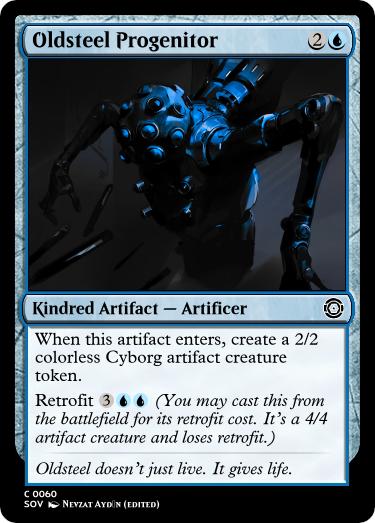 Oldsteel Progenitor 2
Kindred Artifact — Artificer
When this artifact enters, create a 2/2
colorless Cyborg artifact creature
token.
Retrofit 3 (You may cast this from
the battlefield for its retrofit cost. It's a 4/4
artifact creature and loses retrofit.)
Oldsteel doesn't just live. It gives life.
C 0060
SOV Nevzat Aydın (edited)